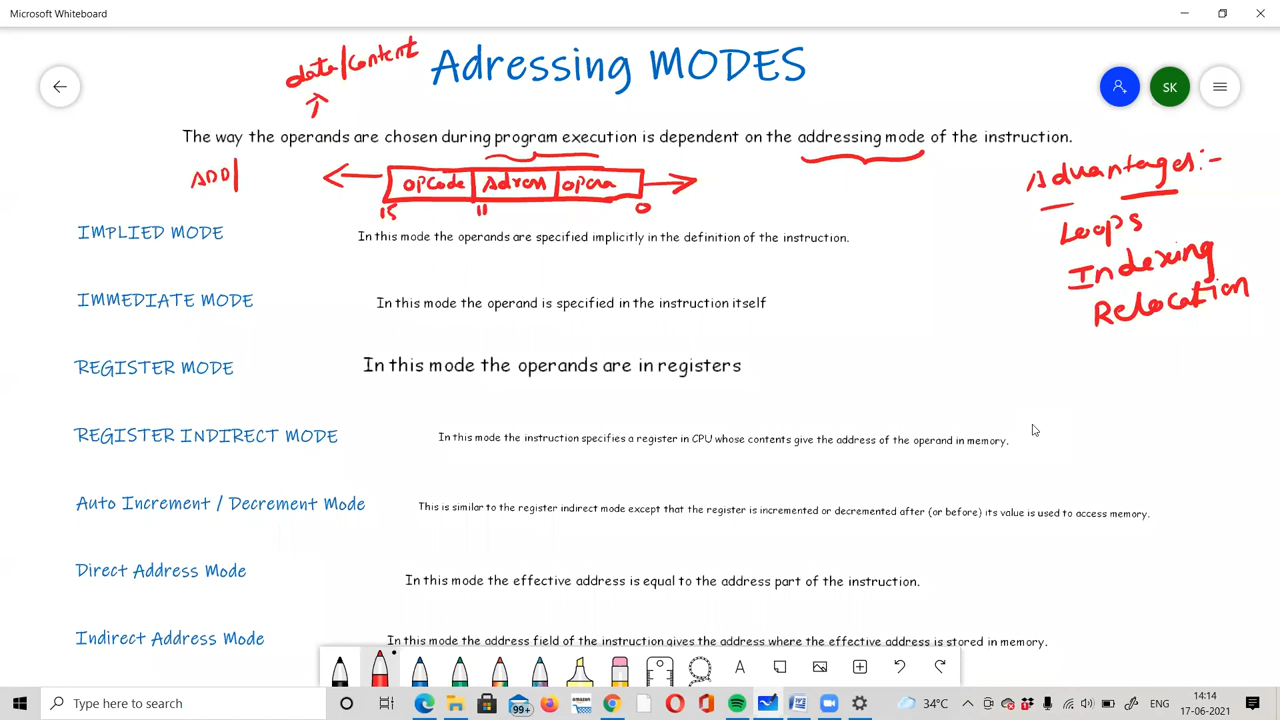 Microsoft Whiteboard
data/content
Adressing MODES
SK
The way the operands are chosen during program execution is dependent on the addressing mode of the instruction.
ADD
opCode Adress opera
15 11 0
Advantages:-
Loops
Indexing
Relocation
IMPLIED MODE
In this mode the operands are specified implicitly in the definition of the instruction.
IMMEDIATE MODE
In this mode the operand is specified in the instruction itself
REGISTER MODE
In this mode the operands are in registers
REGISTER INDIRECT MODE
In this mode the instruction specifies a register in CPU whose contents give the address of the operand in memory.
Auto Increment / Decrement Mode
This is similar to the register indirect mode except that the register is incremented or decremented after (or before) its value is used to access memory.
Direct Address Mode
In this mode the effective address is equal to the address part of the instruction.
Indirect Address Mode
In this mode the address field of the instruction gives the address where the effective address is stored in memory.
Type here to search
99+
amazon
34°C
ENG
14:14
17-06-2021